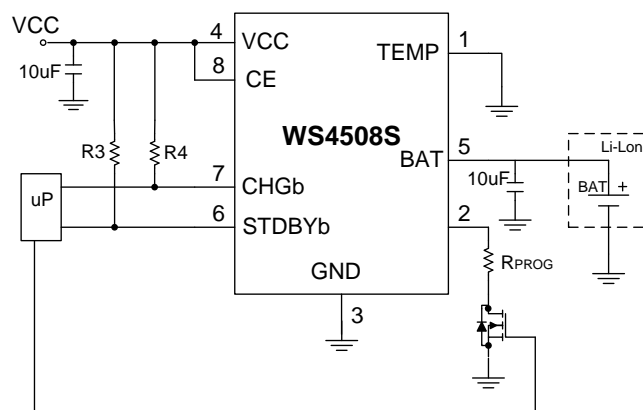 VCC
10uF
4
8
VCC
CE
TEMP
1
WS4508S
R3
R4
BAT
5
Li-Lon
10uF
BAT
+
uP
7
6
CHGb
STDBYb
2
RPROG
GND
3